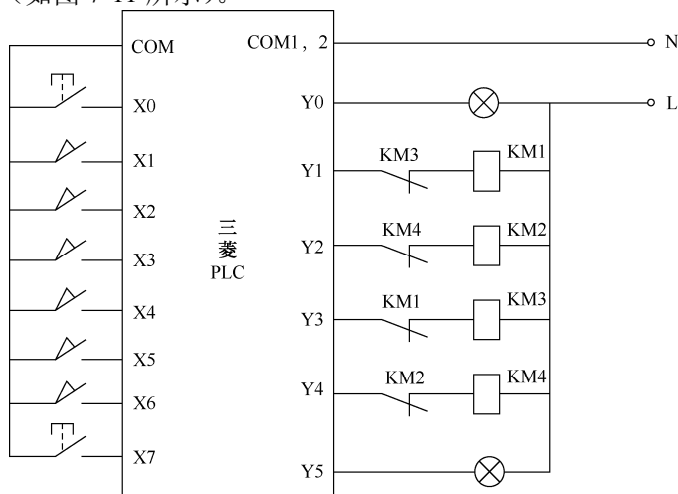 （如图 7-11 所示）。
COM COM1，2 N
X0 Y0 L
X1 Y1 KM3 KM1
X2 Y2 KM4 KM2
三菱
PLC
X3 Y3 KM1 KM3
X4 Y4 KM2 KM4
X5
X6
X7 Y5